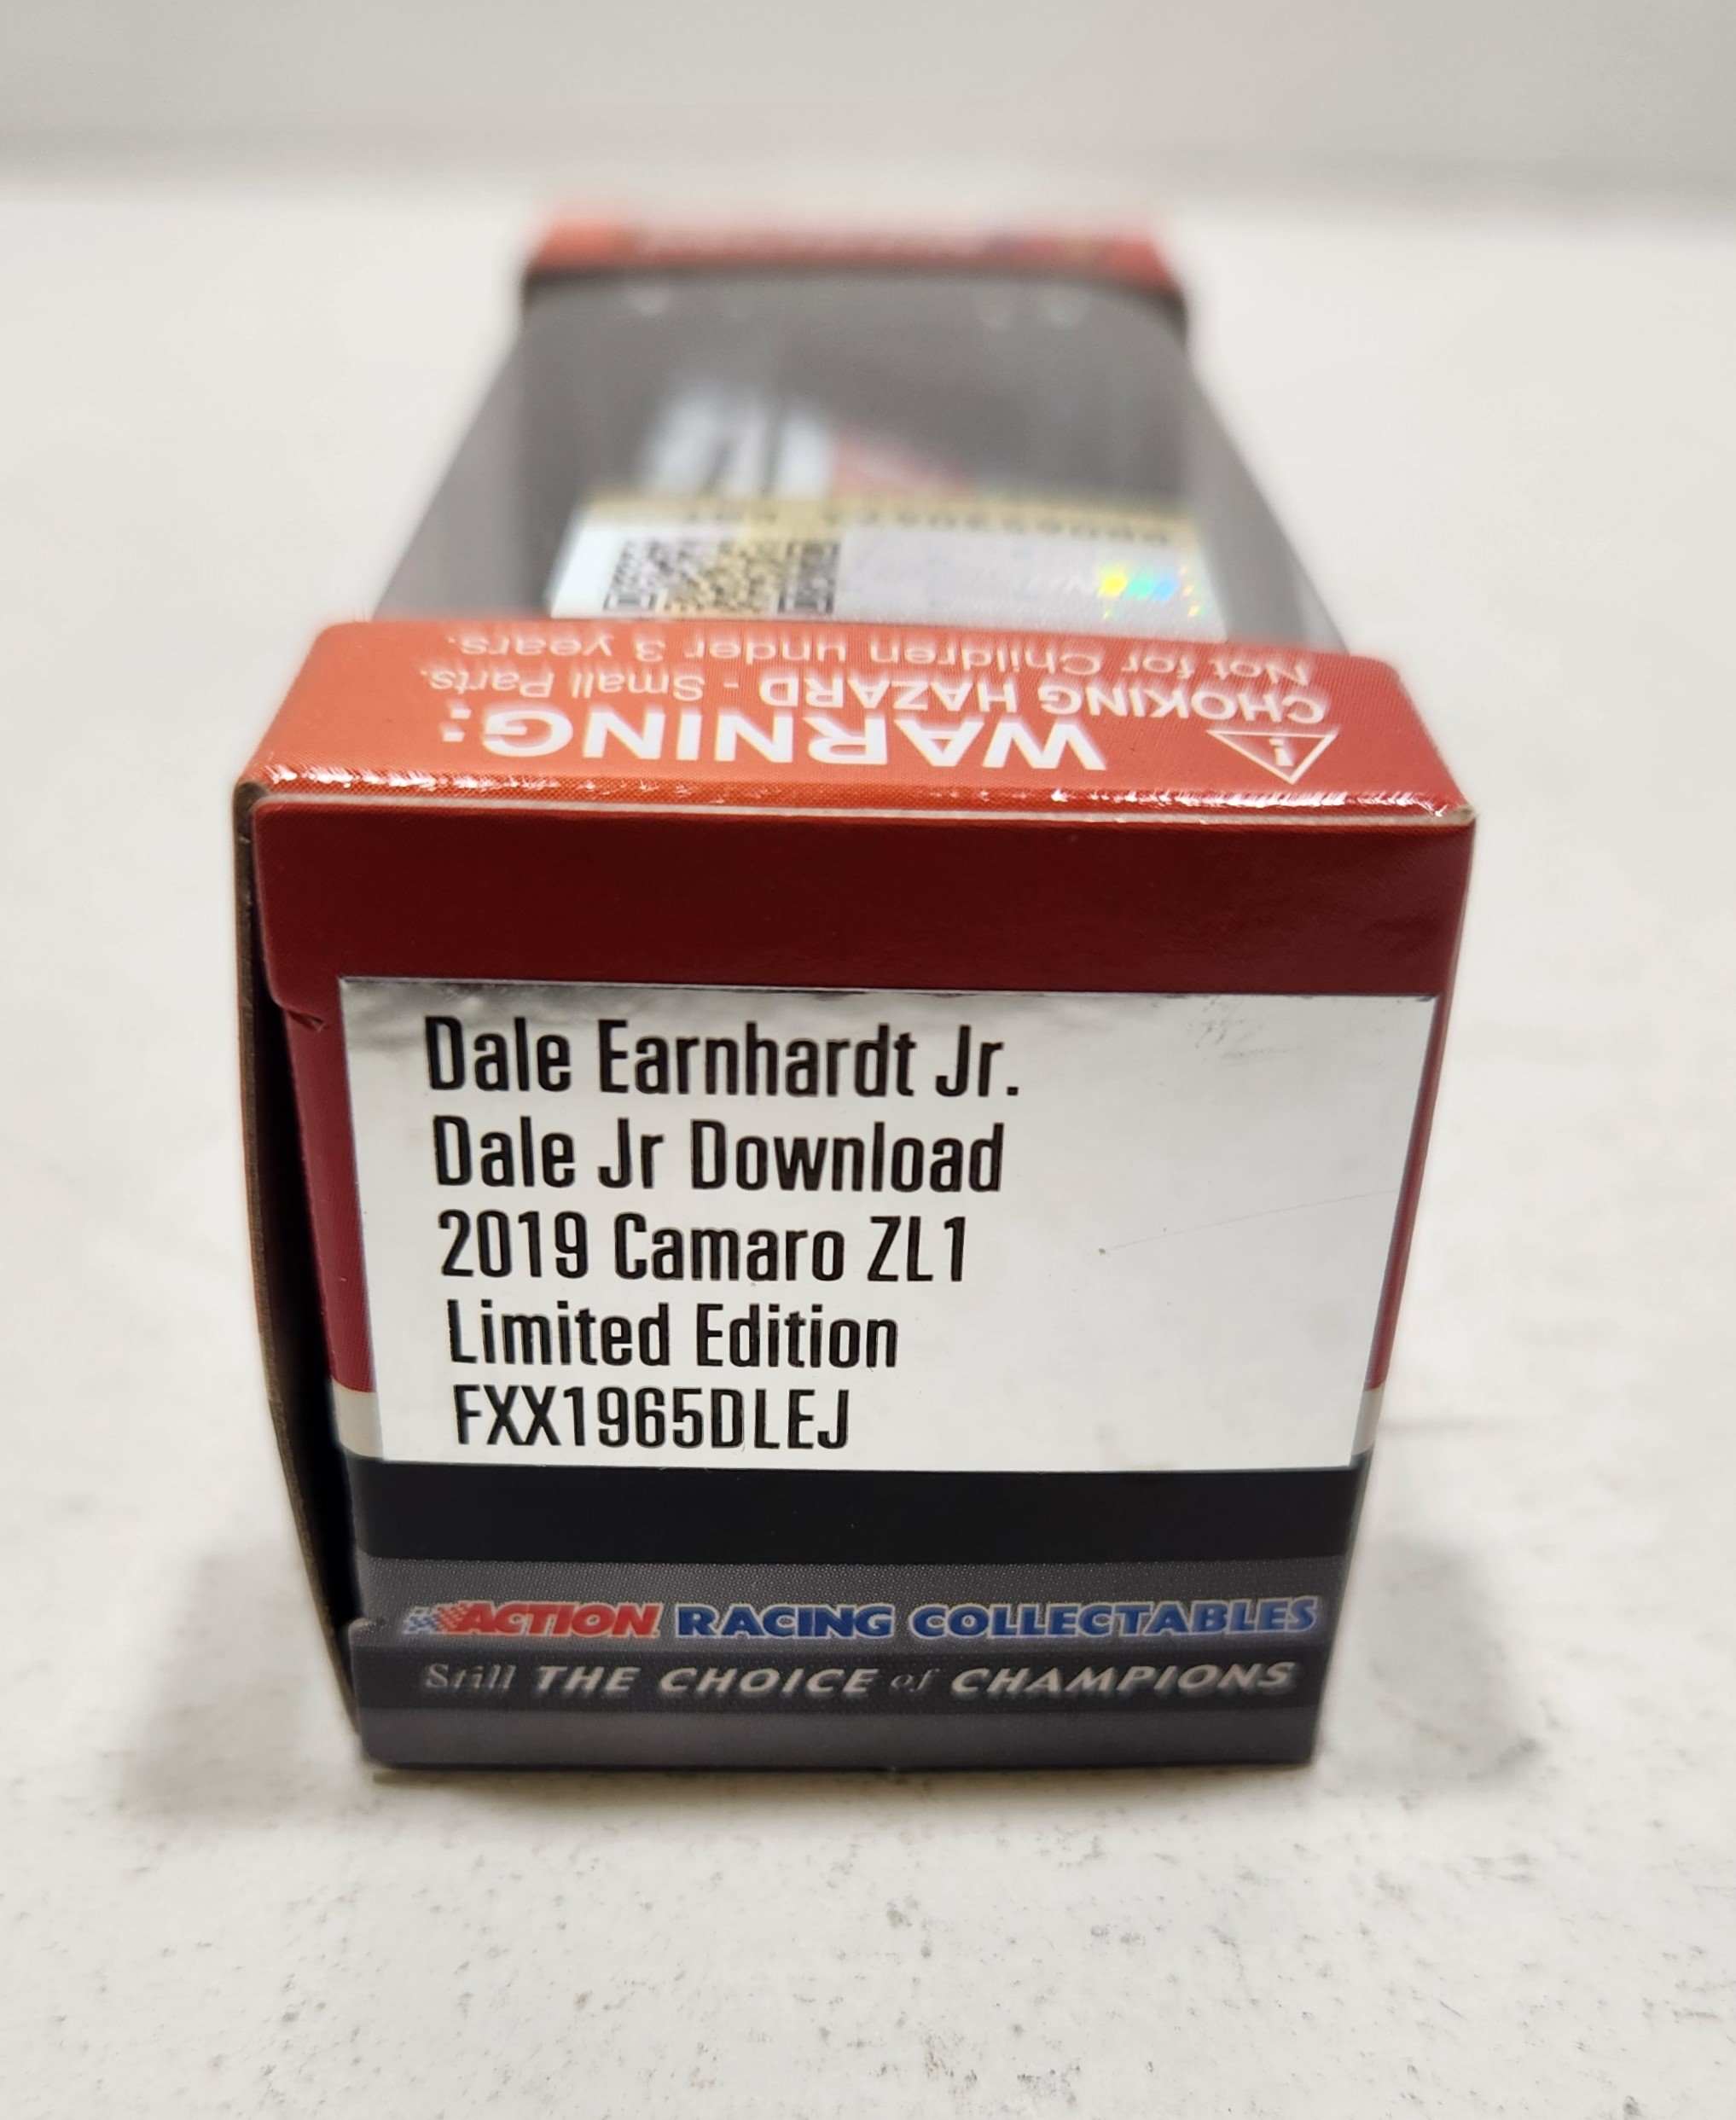 WARNING:
CHOKING HAZARD - Small Parts.
Not for Children under 3 years.
Dale Earnhardt Jr.
Dale Jr Download
2019 Camaro ZL1
Limited Edition
FXX1965DLEJ
ACTION RACING COLLECTABLES
Still THE CHOICE of CHAMPIONS